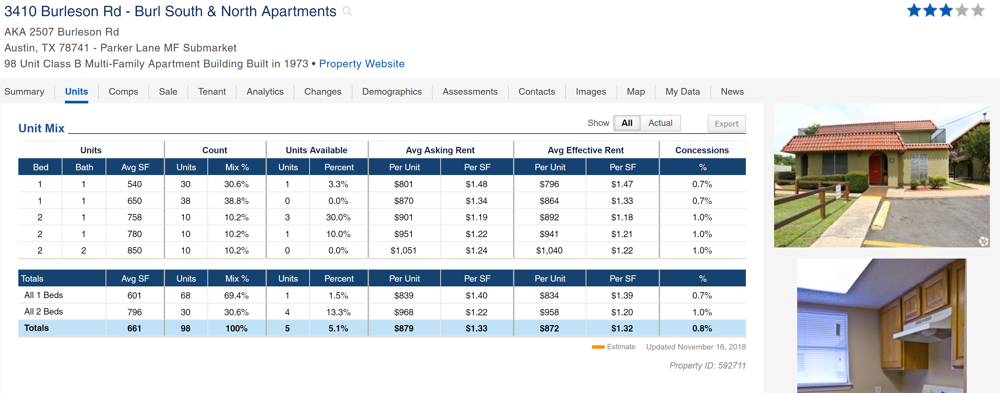 3410 Burleson Rd - Burl South & North Apartments
AKA 2507 Burleson Rd
Austin, TX 78741 - Parker Lane MF Submarket
98 Unit Class B Multi-Family Apartment Building Built in 1973 • Property Website
Summary Units Comps Sale Tenant Analytics Changes Demographics Assessments Contacts Images Map My Data News
Unit Mix Show All Actual Export
Units Count Units Available Avg Asking Rent Avg Effective Rent Concessions
Bed Bath Avg SF Units Mix % Units Percent Per Unit Per SF Per Unit Per SF %
1 1 540 30 30.6% 1 3.3% $801 $1.48 $796 $1.47 0.7%
1 1 650 38 38.8% 0 0.0% $870 $1.34 $864 $1.33 0.7%
2 1 758 10 10.2% 3 30.0% $901 $1.19 $892 $1.18 1.0%
2 1 780 10 10.2% 1 10.0% $951 $1.22 $941 $1.21 1.0%
2 2 850 10 10.2% 0 0.0% $1,051 $1.24 $1,040 $1.22 1.0%
Totals Avg SF Units Mix % Units Percent Per Unit Per SF Per Unit Per SF %
All 1 Beds 601 68 69.4% 1 1.5% $839 $1.40 $834 $1.39 0.7%
All 2 Beds 796 30 30.6% 4 13.3% $968 $1.22 $958 $1.20 1.0%
Totals 661 98 100% 5 5.1% $879 $1.33 $872 $1.32 0.8%
Estimate Updated November 16, 2018
Property ID: 592711